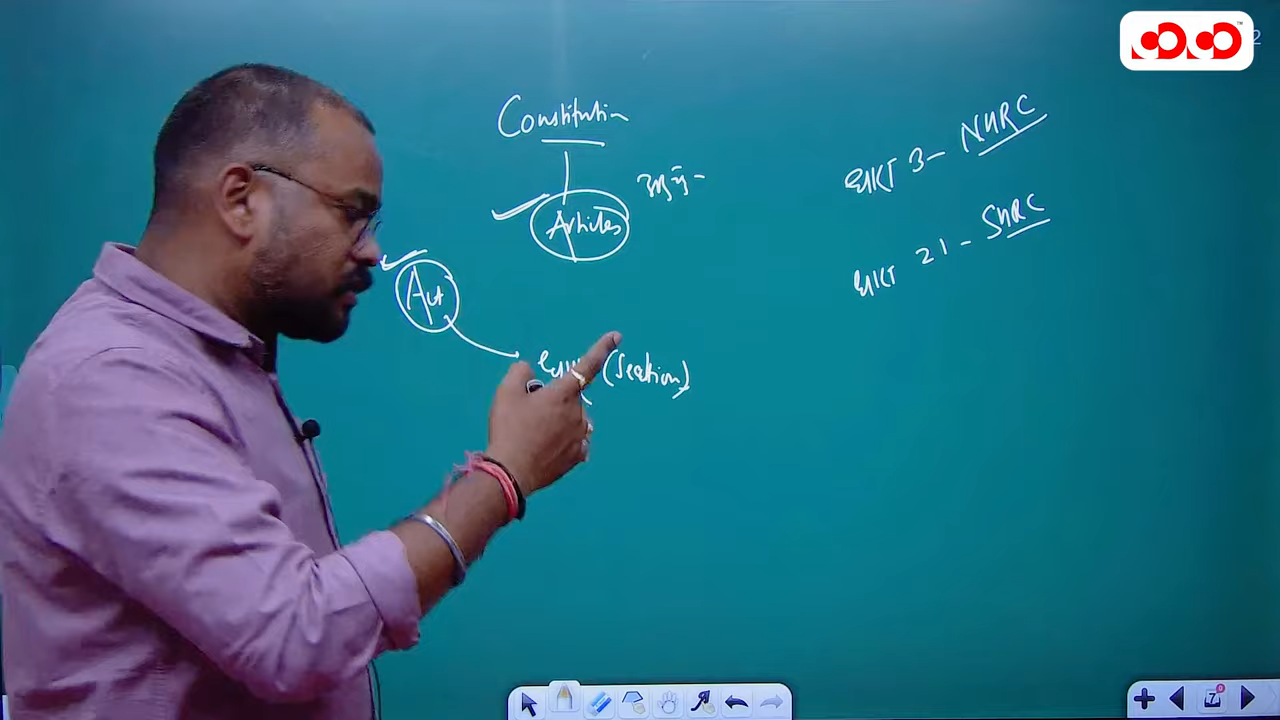 Constitution
Articles
अनु॰
Act
(Section)
धारा 3 - NHRC
धारा 21 - SHRC